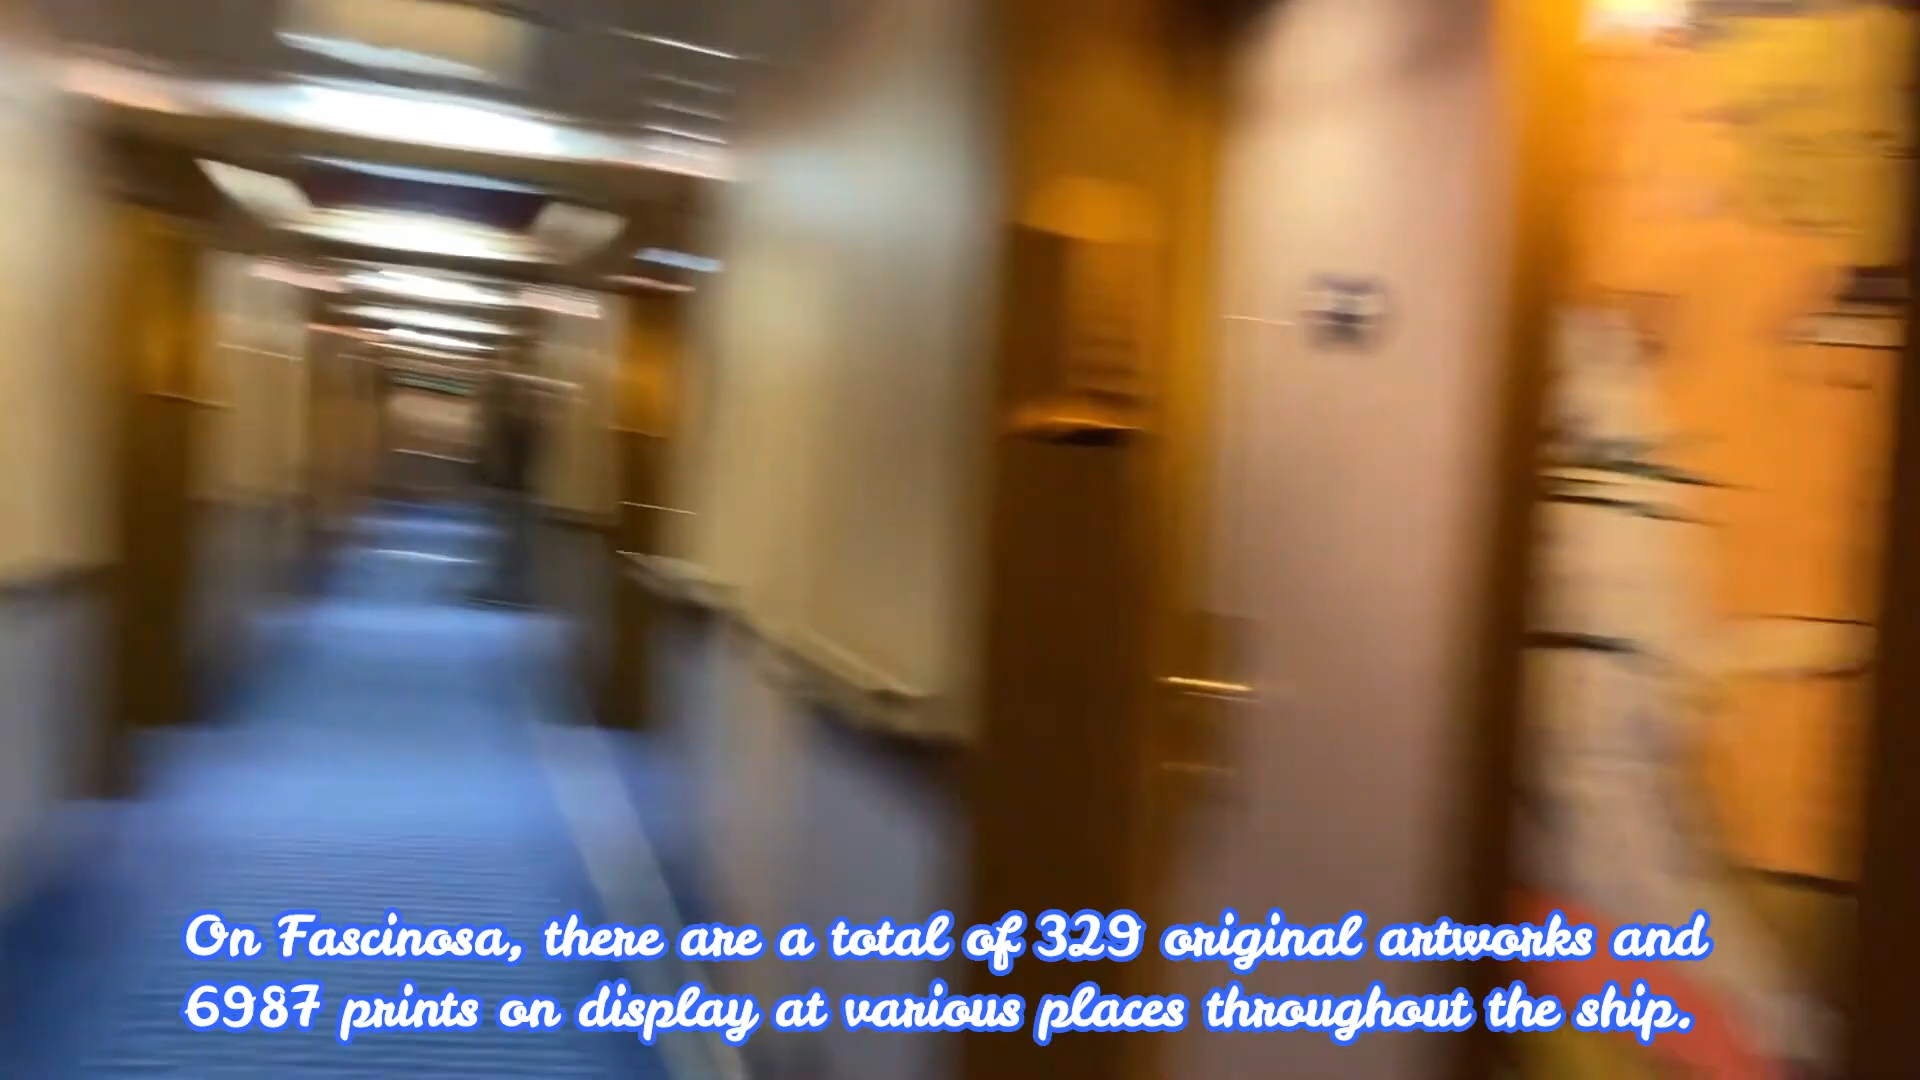 On Fascinosa, there are a total of 329 original artworks and
6987 prints on display at various places throughout the ship.